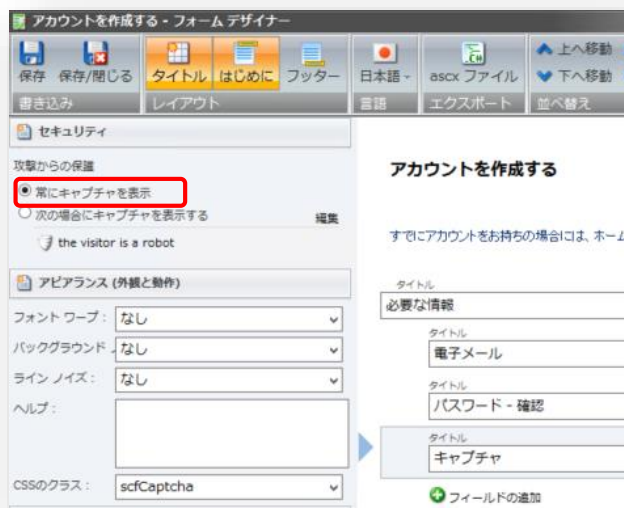 アカウントを作成する - フォーム デザイナー
保存 保存/閉じる タイトル はじめに フッター 日本語 ascx ファイル 上へ移動
下へ移動
書き込み レイアウト 言語 エクスポート 並べ替え
セキュリティ
攻撃からの保護
常にキャプチャを表示
次の場合にキャプチャを表示する 編集
the visitor is a robot
アピアランス (外観と動作)
フォント ワープ : なし
バックグラウンド なし
ライン ノイズ : なし
ヘルプ :
CSSのクラス : scfCaptcha
アカウントを作成する
すでにアカウントをお持ちの場合には、ホーム
タイトル
必要な情報
タイトル
電子メール
タイトル
パスワード - 確認
タイトル
キャプチャ
フィールドの追加